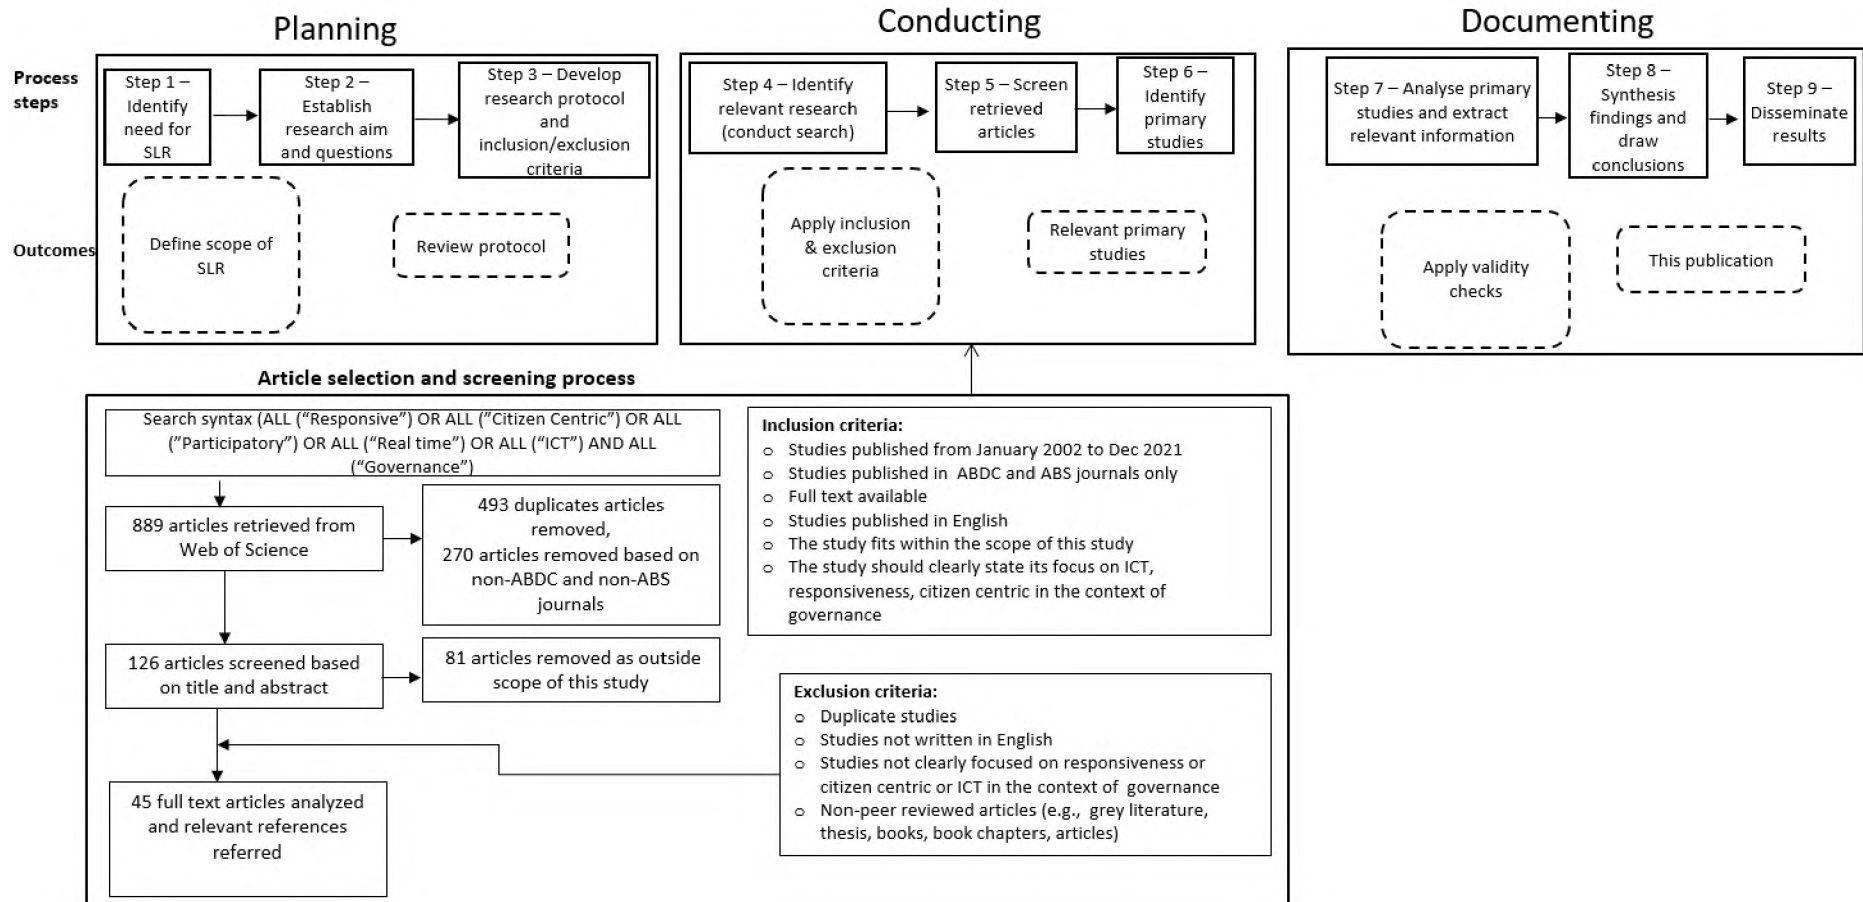 Planning
Conducting
Documenting
Process
steps
Step 1 –
Identify
need for
SLR
Step 2 –
Establish
research aim
and questions
Step 3 – Develop
research protocol
and
inclusion/exclusion
criteria
Step 4 – Identify
relevant research
(conduct search)
Step 5 – Screen
retrieved
articles
Step 6 –
Identify
primary
studies
Step 7 – Analyse primary
studies and extract
relevant information
Step 8 –
Synthesis
findings and
draw
conclusions
Step 9 –
Disseminate
results
Outcomes
Define scope of
SLR
Review protocol
Apply inclusion
& exclusion
criteria
Relevant primary
studies
Apply validity
checks
This publication
Article selection and screening process
Search syntax (ALL (“Responsive”) OR ALL (”Citizen Centric”) OR ALL
(”Participatory”) OR ALL (“Real time”) OR ALL (“ICT”) AND ALL
(“Governance”)
889 articles retrieved from
Web of Science
493 duplicates articles
removed,
270 articles removed based on
non-ABDC and non-ABS
journals
126 articles screened based
on title and abstract
81 articles removed as outside
scope of this study
45 full text articles analyzed
and relevant references
referred
Inclusion criteria:
o Studies published from January 2002 to Dec 2021
o Studies published in ABDC and ABS journals only
o Full text available
o Studies published in English
o The study fits within the scope of this study
o The study should clearly state its focus on ICT,
responsiveness, citizen centric in the context of
governance
Exclusion criteria:
o Duplicate studies
o Studies not written in English
o Studies not clearly focused on responsiveness or
citizen centric or ICT in the context of governance
o Non-peer reviewed articles (e.g., grey literature,
thesis, books, book chapters, articles)